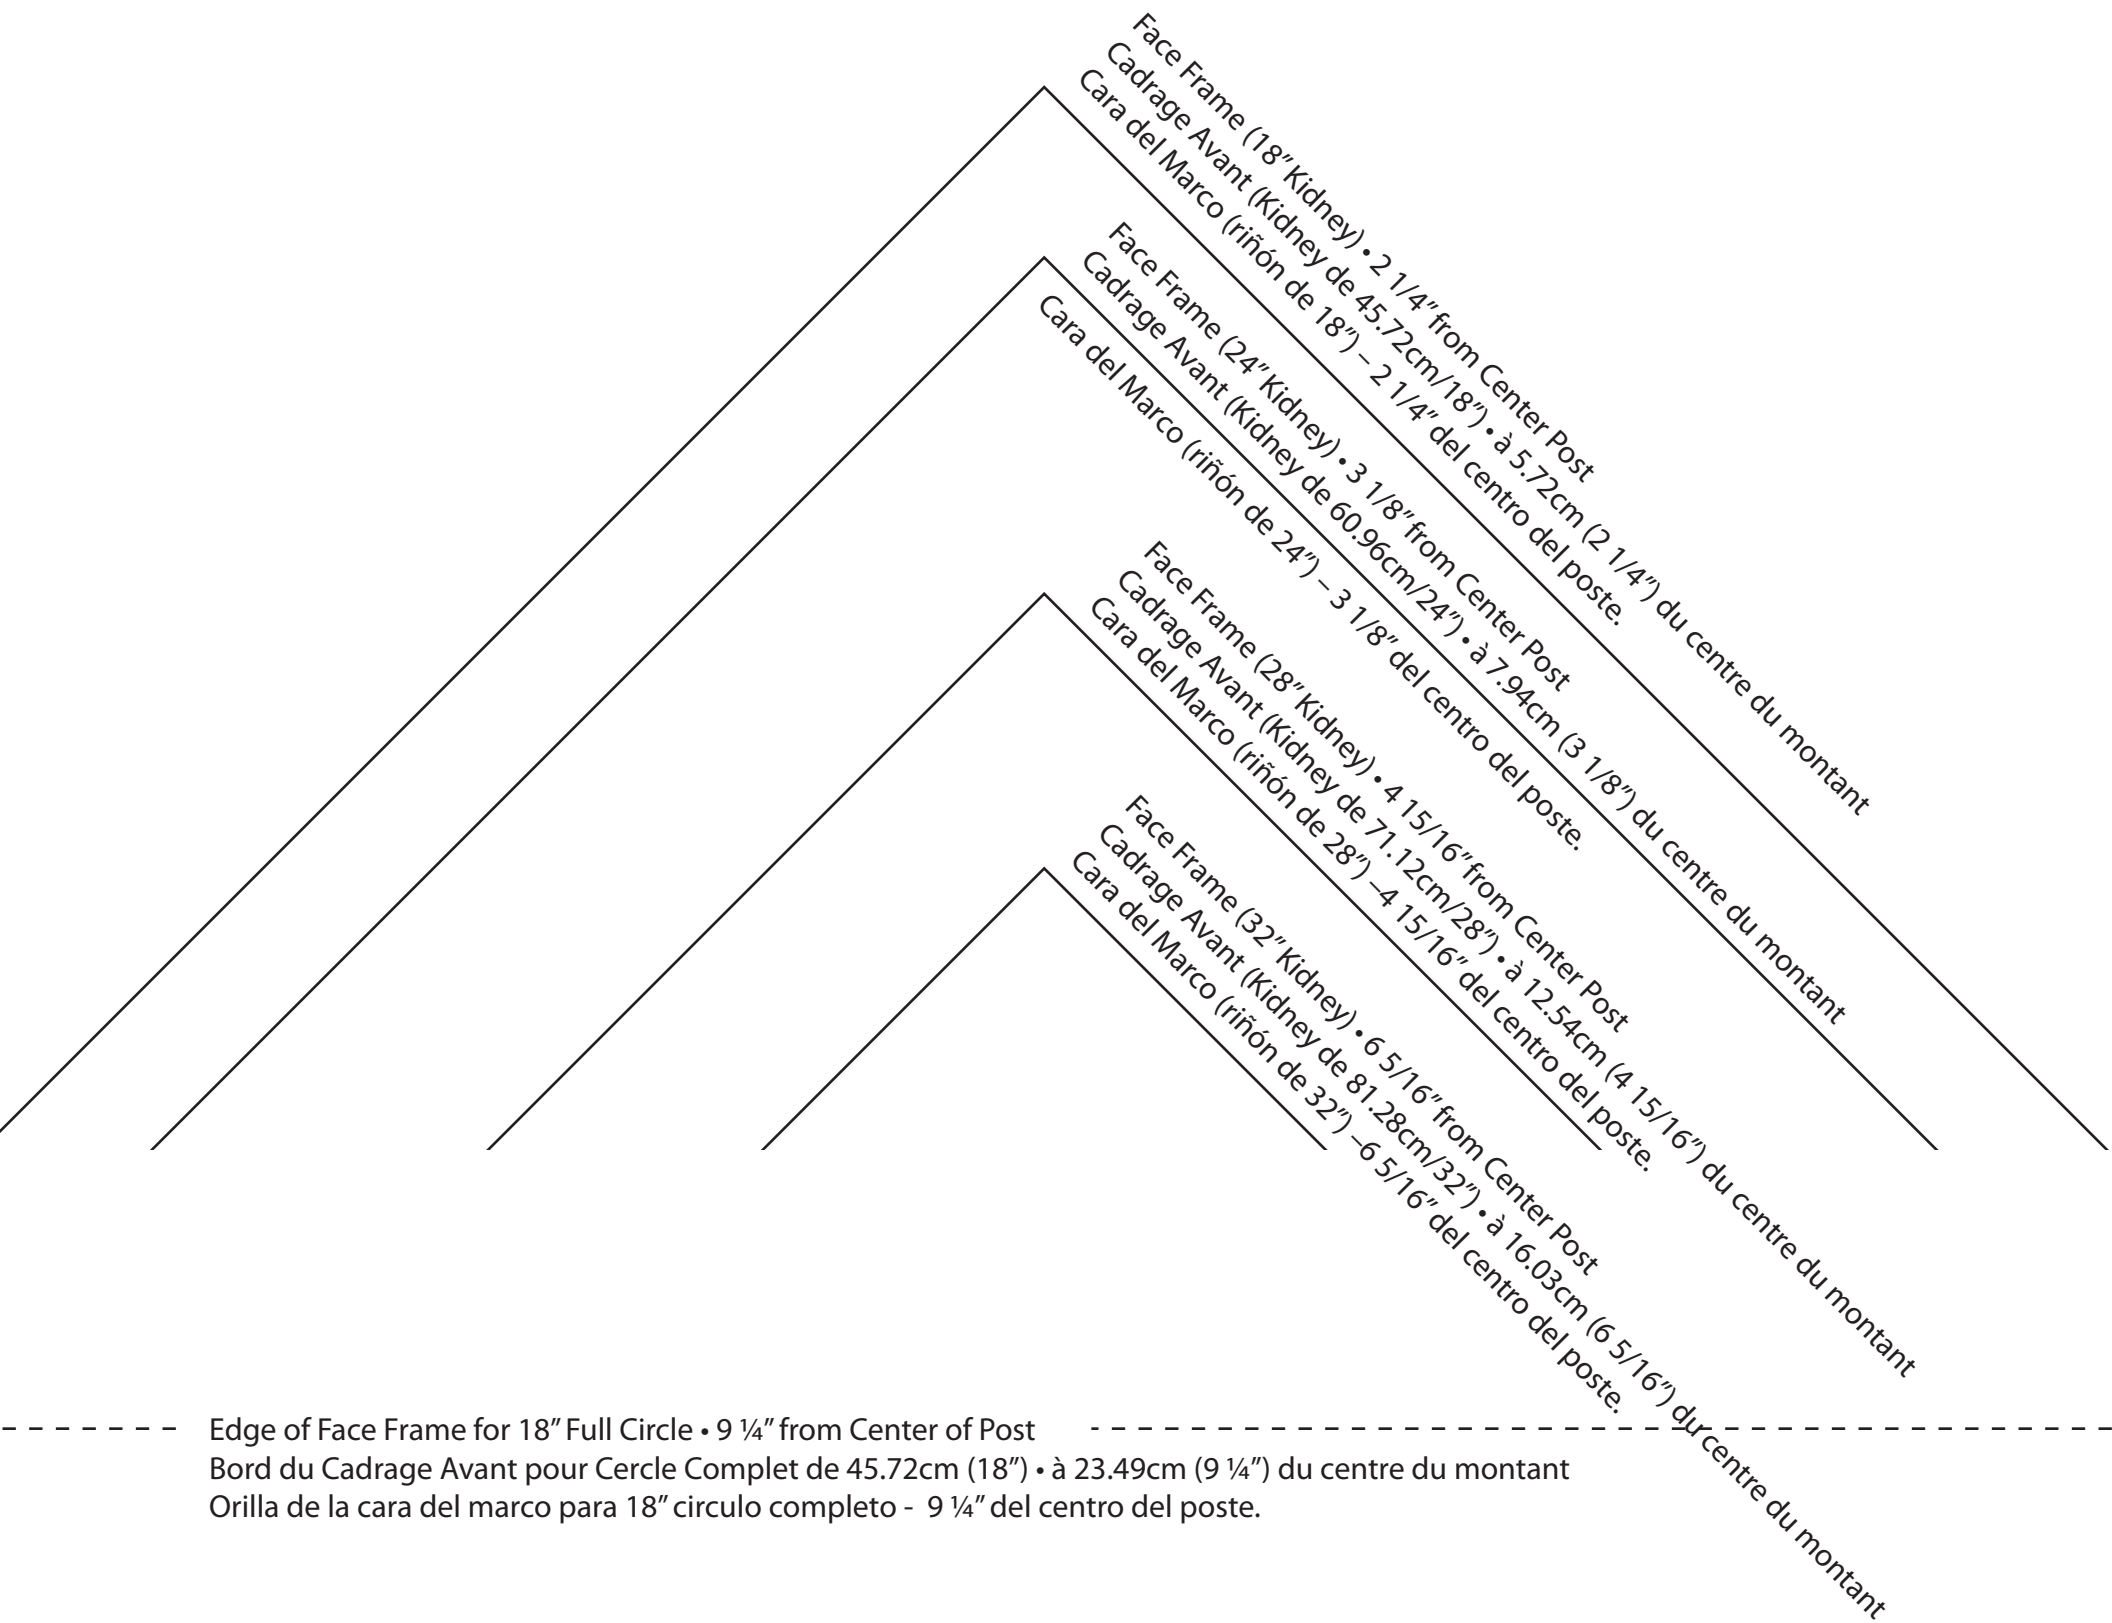 Face Frame (18” Kidney) • 2 1/4” from Center Post
Cadrage Avant (Kidney de 45.72cm/18”) • à 5.72cm (2 1/4”) du centre du montant
Cara del Marco (riñón de 18”) – 2 1/4” del centro del poste.
Face Frame (24” Kidney) • 3 1/8” from Center Post
Cadrage Avant (Kidney de 60.96cm/24”) • à 7.94cm (3 1/8”) du centre du montant
Cara del Marco (riñón de 24”) – 3 1/8” del centro del poste.
Face Frame (28” Kidney) • 4 15/16” from Center Post
Cadrage Avant (Kidney de 71.12cm/28”) • à 12.54cm (4 15/16”) du centre du montant
Cara del Marco (riñón de 28”) –4 15/16” del centro del poste.
Face Frame (32” Kidney) • 6 5/16” from Center Post
Cadrage Avant (Kidney de 81.28cm/32”) • à 16.03cm (6 5/16”) du centre du montant
Cara del Marco (riñón de 32”) –6 5/16” del centro del poste.
Edge of Face Frame for 18” Full Circle • 9 ¼” from Center of Post
Bord du Cadrage Avant pour Cercle Complet de 45.72cm (18”) • à 23.49cm (9 ¼”) du centre du montant
Orilla de la cara del marco para 18” circulo completo - 9 ¼” del centro del poste.